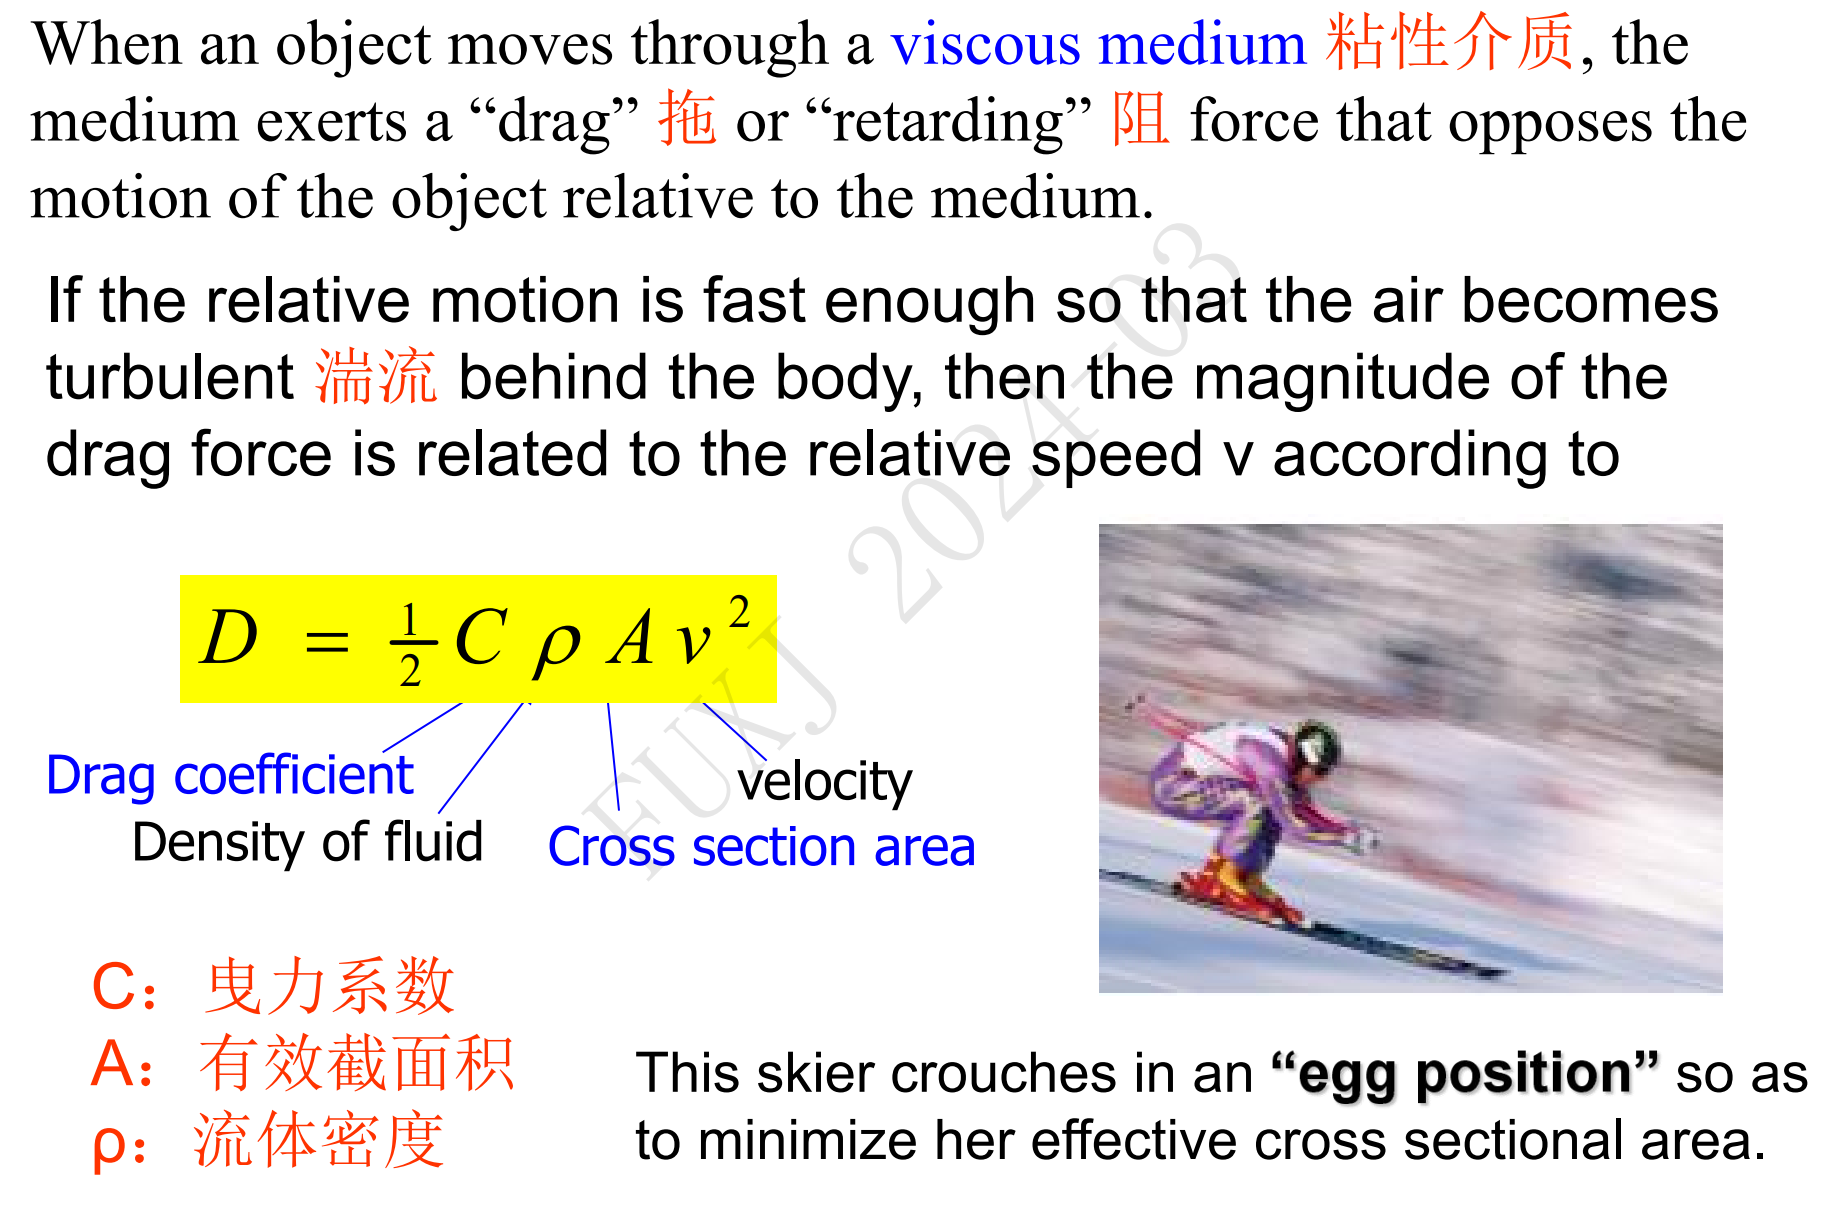 When an object moves through a viscous medium 粘性介质, the
medium exerts a “drag” 拖 or “retarding” 阻 force that opposes the
motion of the object relative to the medium.
If the relative motion is fast enough so that the air becomes
turbulent 湍流 behind the body, then the magnitude of the
drag force is related to the relative speed v according to
D = ½ C ρ A v²
Drag coefficient
velocity
Density of fluid
Cross section area
C：曳力系数
A：有效截面积
ρ：流体密度
This skier crouches in an “egg position” so as
to minimize her effective cross sectional area.
FUXJ 2024-03